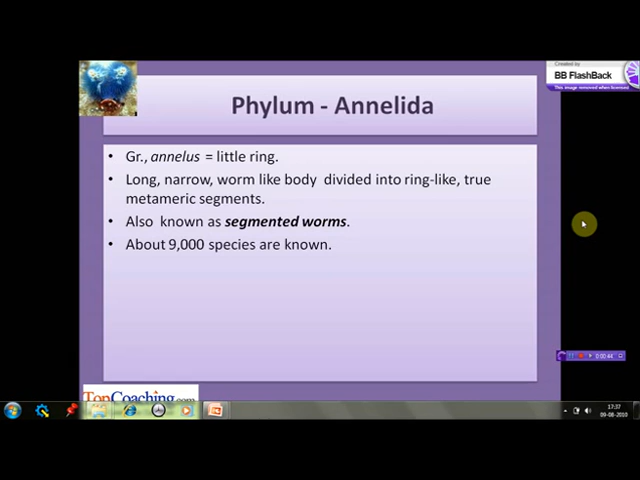 Created by
BB FlashBack
This image removed when licensed
Phylum - Annelida
• Gr., annelus = little ring.
• Long, narrow, worm like body divided into ring-like, true
metameric segments.
• Also known as segmented worms.
• About 9,000 species are known.
0:00:44
TopCoaching.com
17:37
09-08-2010